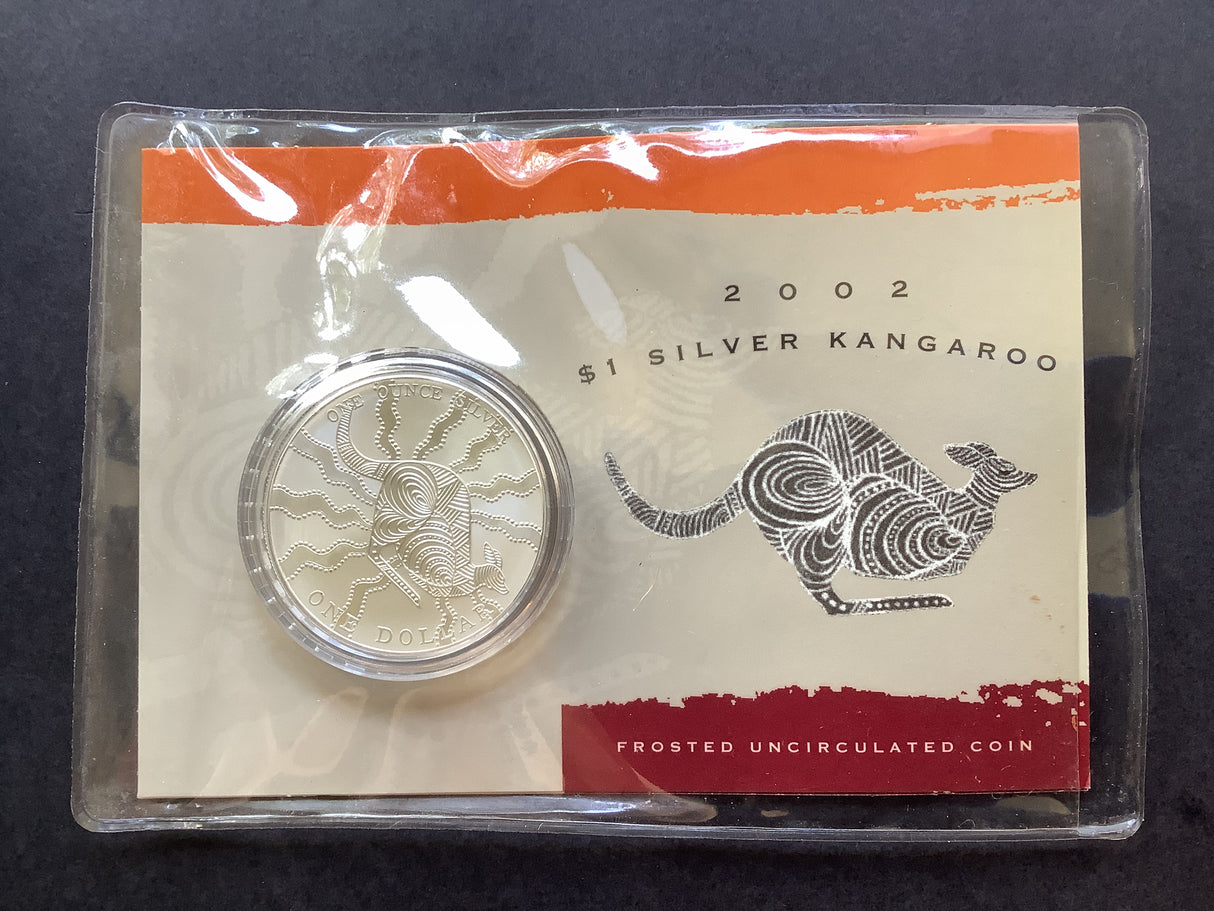 2002
$1 SILVER KANGAROO
ONE OUNCE SILVER
ONE DOLLAR
FROSTED UNCIRCULATED COIN